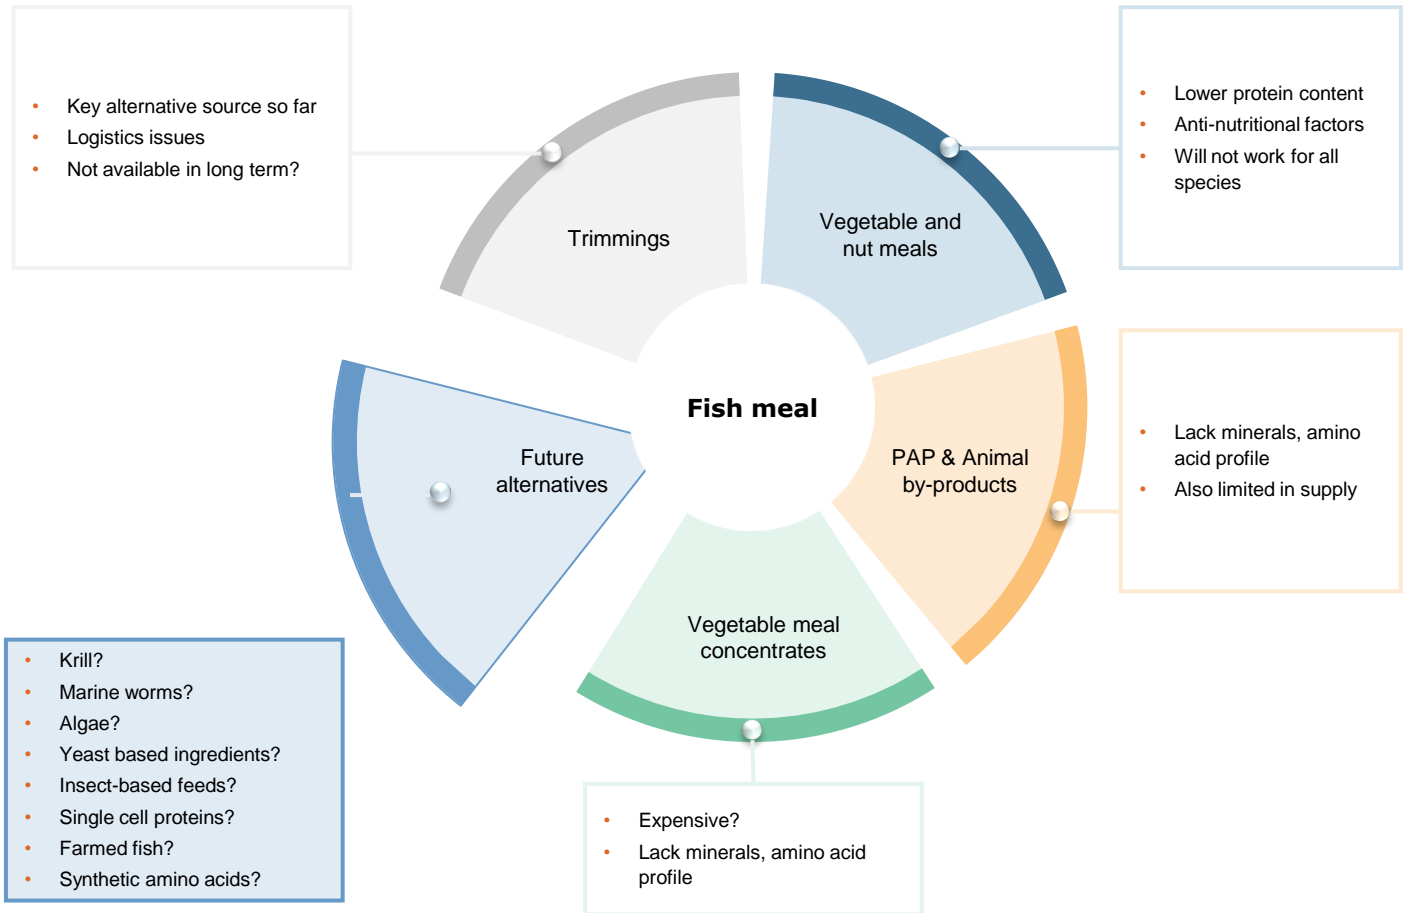 • Key alternative source so far
• Logistics issues
• Not available in long term?
• Lower protein content
• Anti-nutritional factors
• Will not work for all
species
Trimmings
Vegetable and
nut meals
Fish meal
Future
alternatives
PAP & Animal
by-products
• Lack minerals, amino
acid profile
• Also limited in supply
Vegetable meal
concentrates
• Krill?
• Marine worms?
• Algae?
• Yeast based ingredients?
• Insect-based feeds?
• Single cell proteins?
• Farmed fish?
• Synthetic amino acids?
• Expensive?
• Lack minerals, amino acid
profile